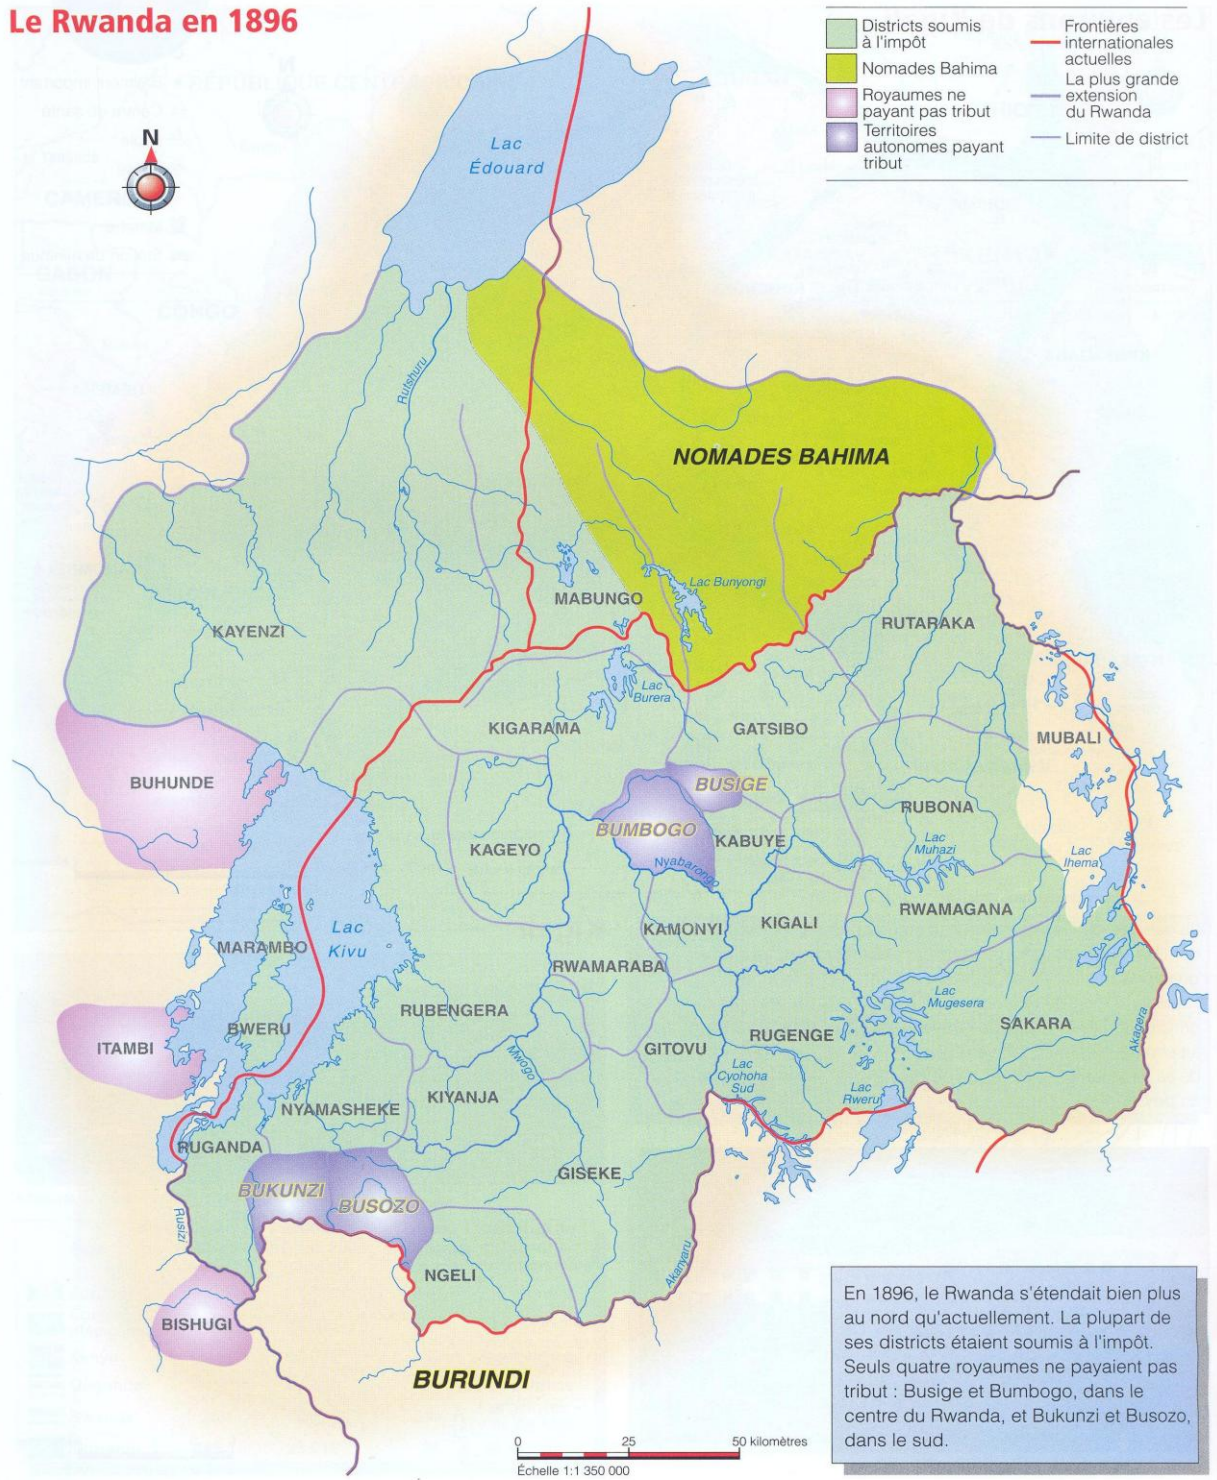 Le Rwanda en 1896
Districts soumis
à l'impôt
Nomades Bahima
Royaumes ne
payant pas tribut
Territoires
autonomes payant
tribut
Frontières
internationales
actuelles
La plus grande
extension
du Rwanda
Limite de district
N
Lac
Édouard
Rutshuru
NOMADES BAHIMA
Lac Bunyongi
MABUNGO
KAYENZI
RUTARAKA
Lac
Burera
KIGARAMA
GATSIBO
MUBALI
BUHUNDE
BUSIGE
RUBONA
BUMBOGO
KABUYE
KAGEYO
Lac
Muhazi
Nyabarongo
Lac
Ihema
RWAMAGANA
KAMONYI
KIGALI
Lac
Kivu
MARAMBO
RWAMARABA
Lac
Mugesera
RUBENGERA
BWERU
SAKARA
Akagera
ITAMBI
RUGENGE
GITOVU
Mwogo
Lac
Cyohoha
Sud
Lac
Rweru
KIYANJA
NYAMASHEKE
RUGANDA
GISEKE
BUKUNZI
BUSOZO
Rusizi
Akanyaru
NGELI
BISHUGI
BURUNDI
En 1896, le Rwanda s'étendait bien plus
au nord qu'actuellement. La plupart de
ses districts étaient soumis à l'impôt.
Seuls quatre royaumes ne payaient pas
tribut : Busige et Bumbogo, dans le
centre du Rwanda, et Bukunzi et Busozo,
dans le sud.
0 25 50 kilomètres
Échelle 1:1 350 000